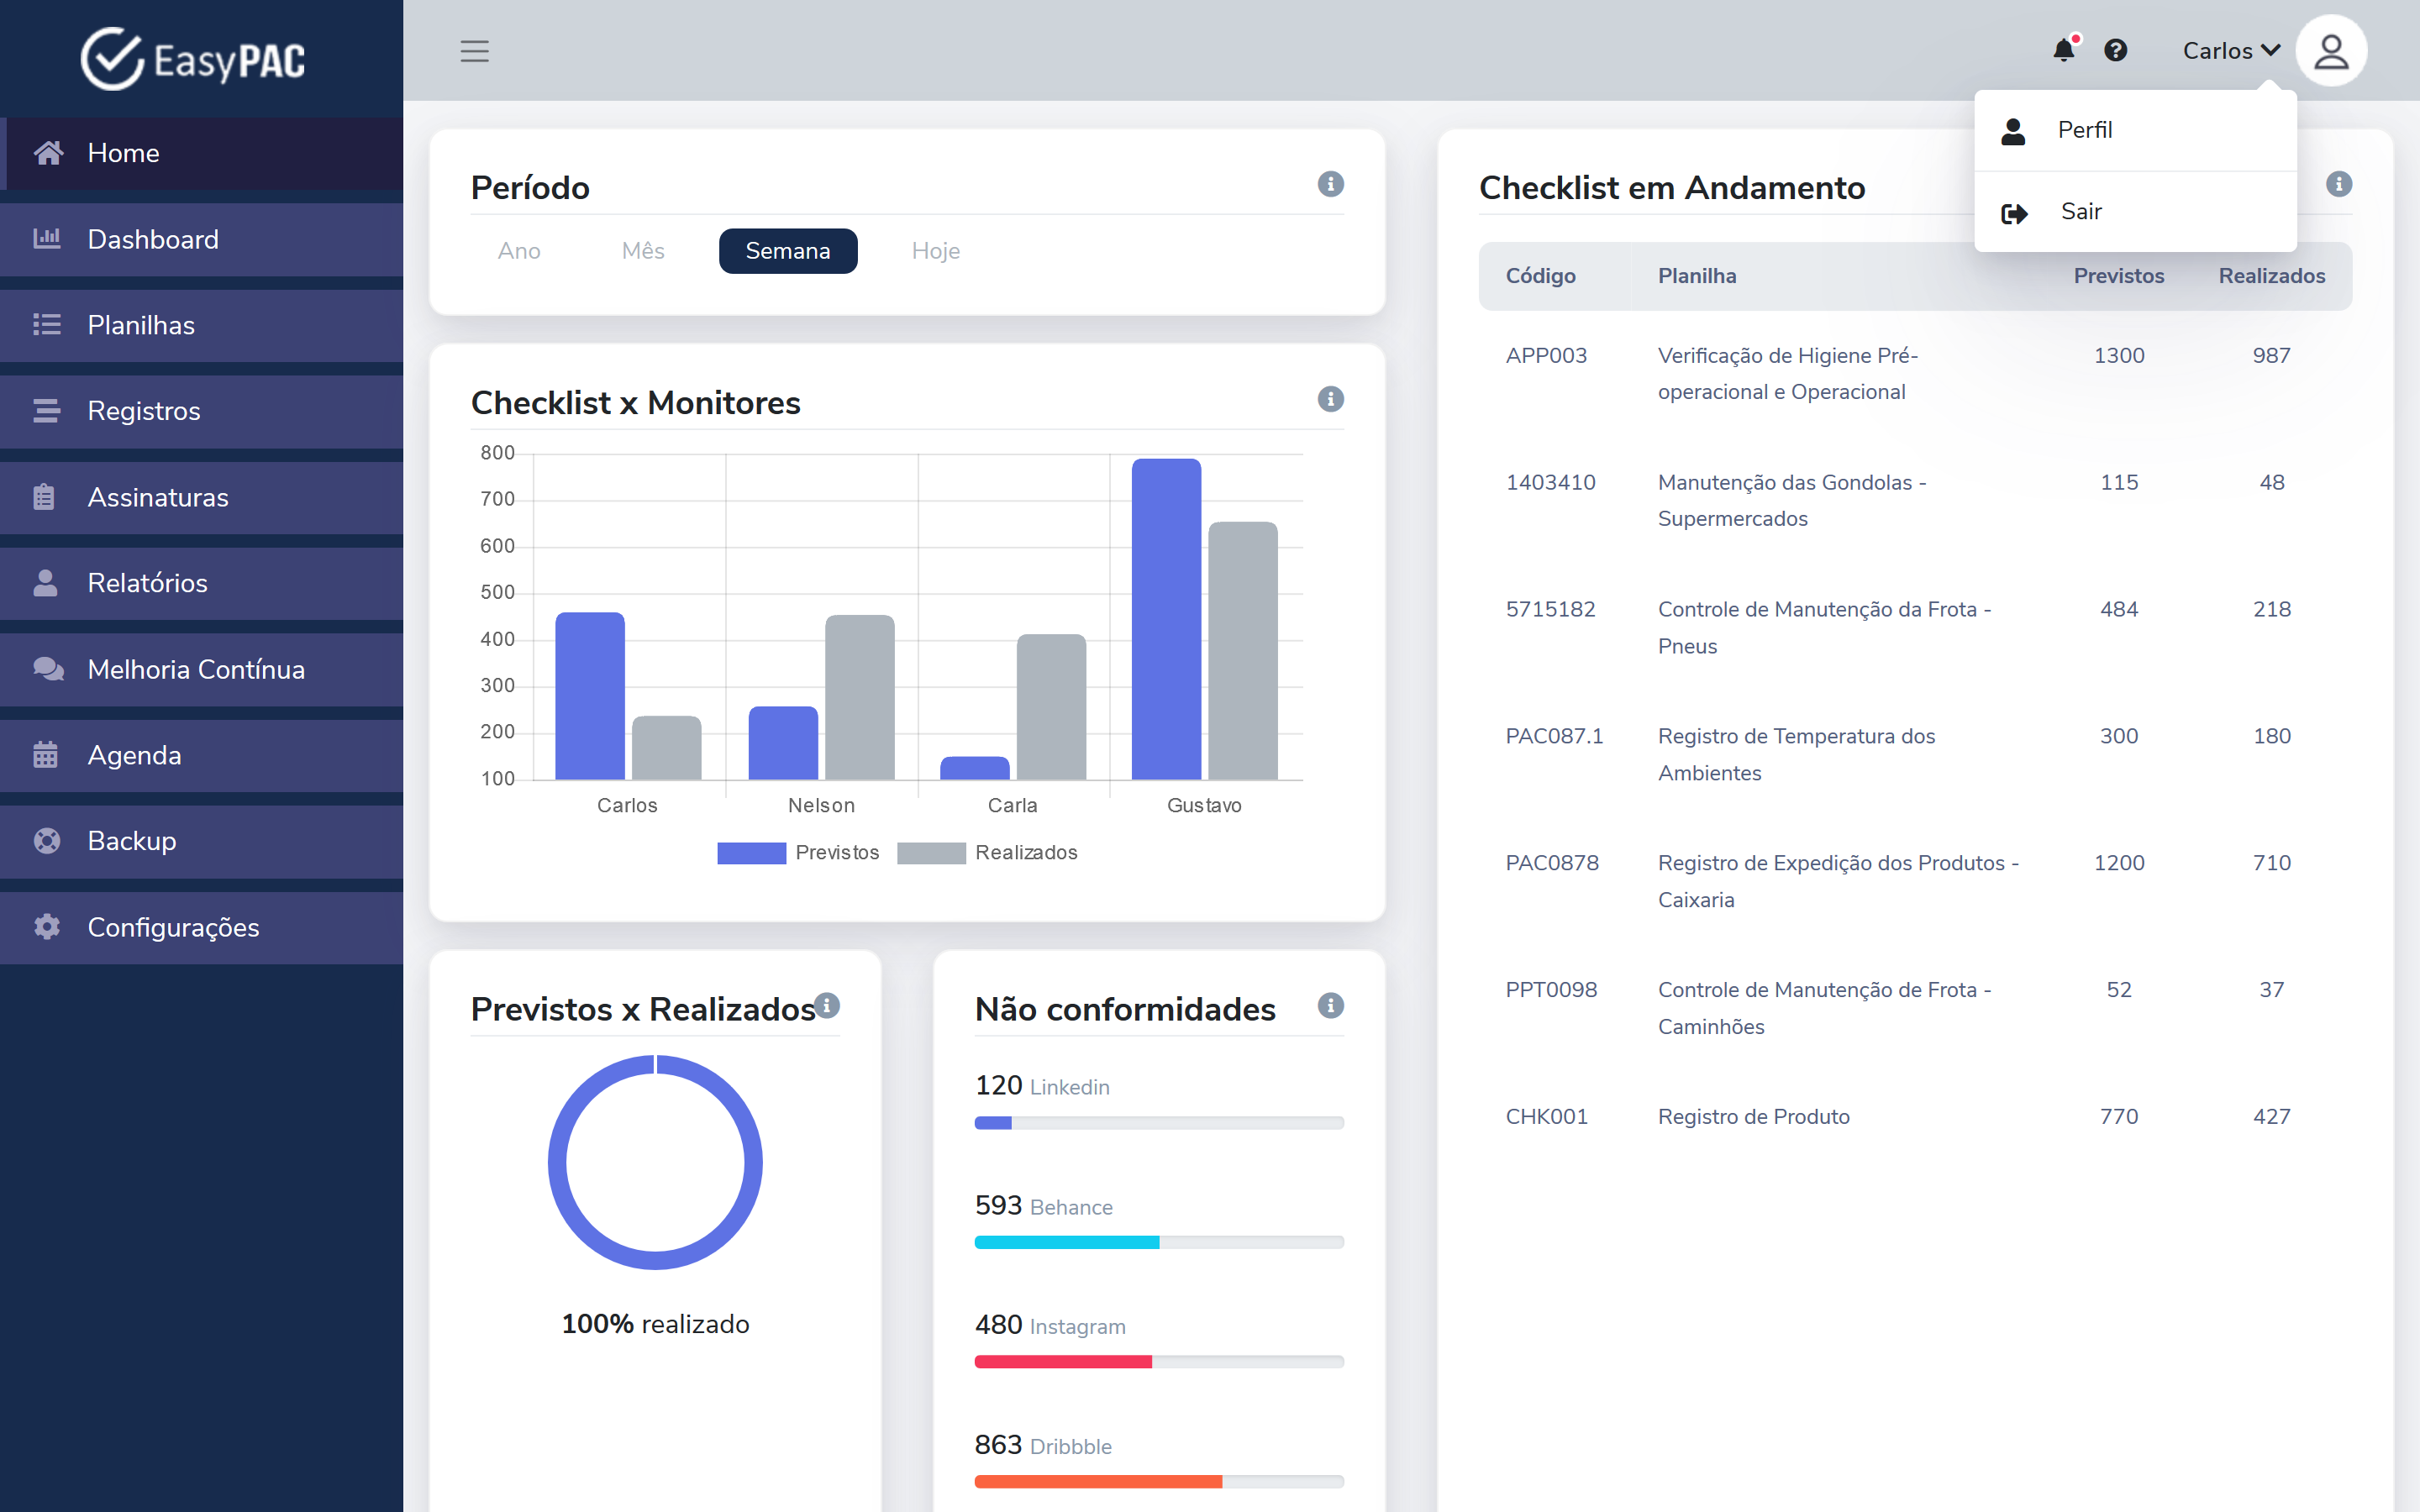 EasyPAC
Home
Dashboard
Planilhas
Registros
Assinaturas
Relatórios
Melhoria Contínua
Agenda
Backup
Configurações
Carlos
Perfil
Sair
Período
Ano
Mês
Semana
Hoje
Checklist x Monitores
800
700
600
500
400
300
200
100
Carlos
Nelson
Carla
Gustavo
Previstos
Realizados
Previstos x Realizados
100% realizado
Não conformidades
120 Linkedin
593 Behance
480 Instagram
863 Dribbble
Checklist em Andamento
Código Planilha Previstos Realizados
APP003 Verificação de Higiene Pré- 1300 987
operacional e Operacional
1403410 Manutenção das Gondolas - 115 48
Supermercados
5715182 Controle de Manutenção da Frota - 484 218
Pneus
PAC087.1 Registro de Temperatura dos 300 180
Ambientes
PAC0878 Registro de Expedição dos Produtos - 1200 710
Caixaria
PPT0098 Controle de Manutenção de Frota - 52 37
Caminhões
CHK001 Registro de Produto 770 427